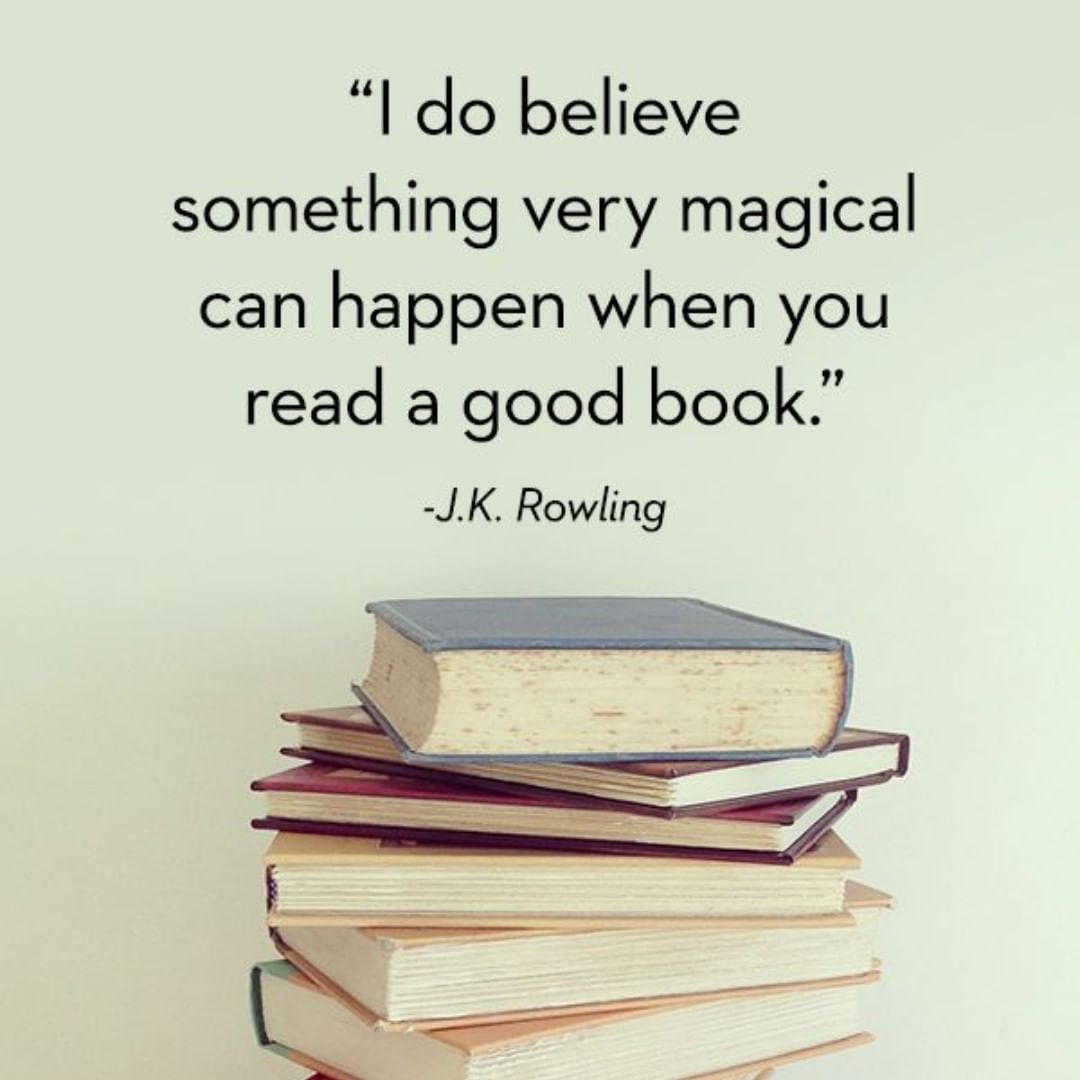 “I do believe
something very magical
can happen when you
read a good book.”
-J.K. Rowling